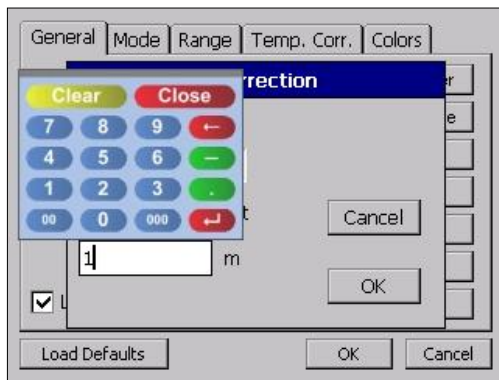 General Mode Range Temp. Corr. Colors
rrection
Clear Close
7 8 9 ←
4 5 6 –
1 2 3 .
00 0 000 ↵
r
e
t
Cancel
1 m
OK
L
Load Defaults OK Cancel